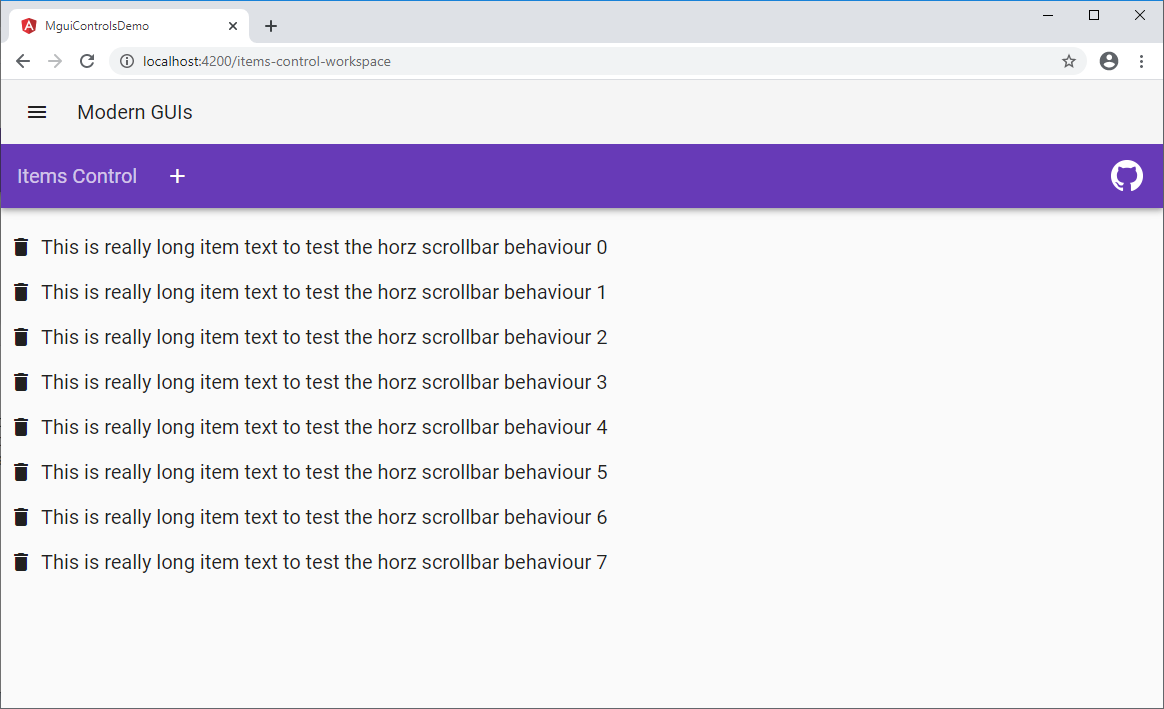 MguiControlsDemo
localhost:4200/items-control-workspace
Modern GUIs
Items Control
This is really long item text to test the horz scrollbar behaviour 0
This is really long item text to test the horz scrollbar behaviour 1
This is really long item text to test the horz scrollbar behaviour 2
This is really long item text to test the horz scrollbar behaviour 3
This is really long item text to test the horz scrollbar behaviour 4
This is really long item text to test the horz scrollbar behaviour 5
This is really long item text to test the horz scrollbar behaviour 6
This is really long item text to test the horz scrollbar behaviour 7